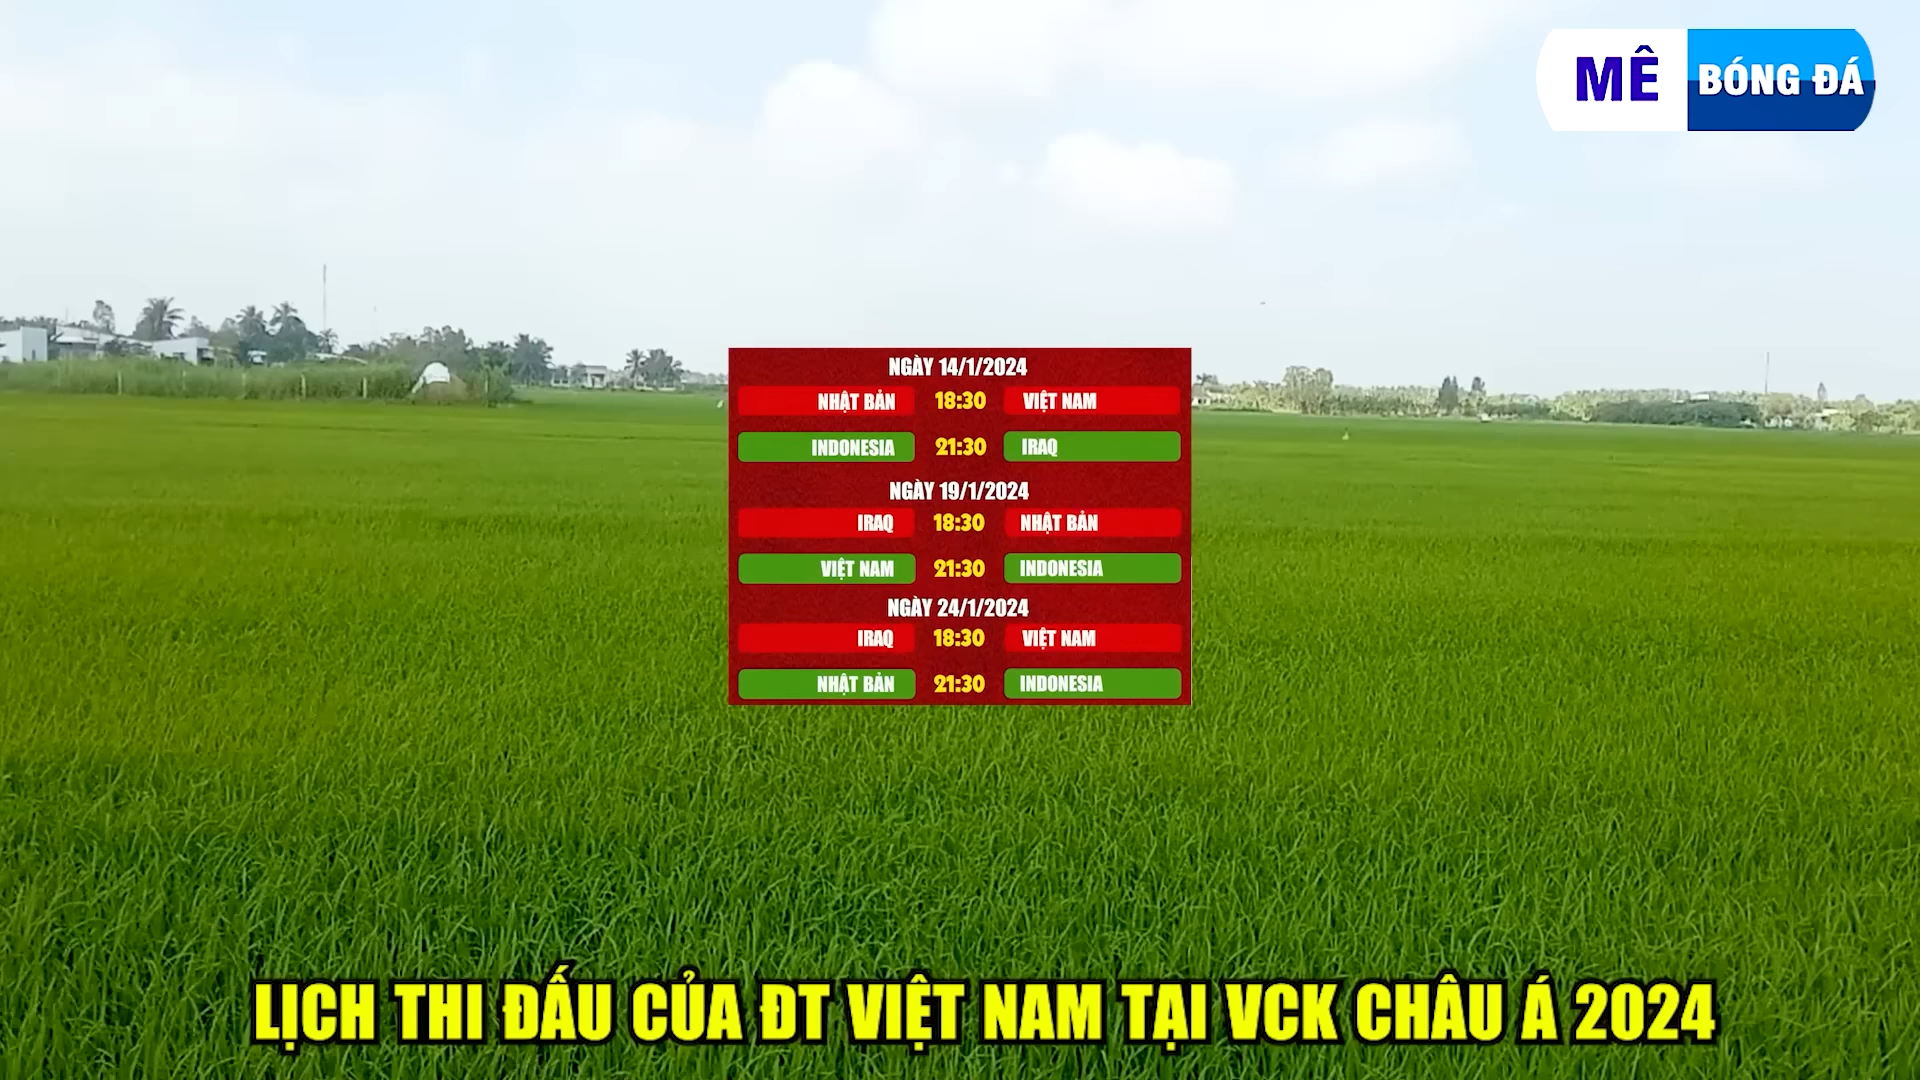 MÊ BÓNG ĐÁ
NGÀY 14/1/2024
NHẬT BẢN 18:30 VIỆT NAM
INDONESIA 21:30 IRAQ
NGÀY 19/1/2024
IRAQ 18:30 NHẬT BẢN
VIỆT NAM 21:30 INDONESIA
NGÀY 24/1/2024
IRAQ 18:30 VIỆT NAM
NHẬT BẢN 21:30 INDONESIA
LỊCH THI ĐẤU CỦA ĐT VIỆT NAM TẠI VCK CHÂU Á 2024